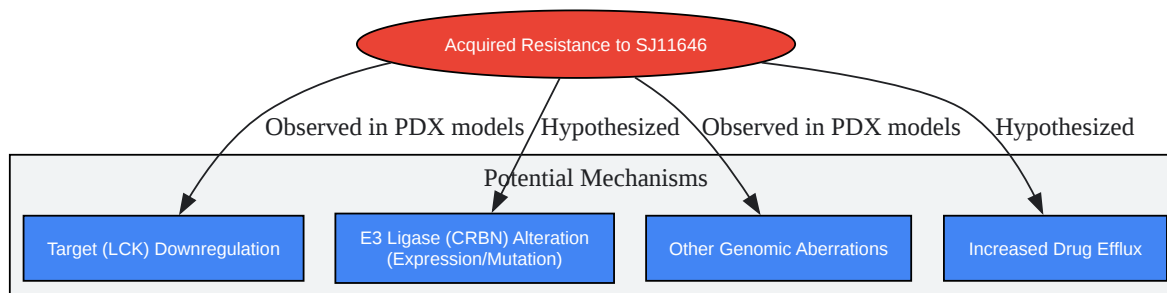 Acquired Resistance to SJ11646
Observed in PDX models
Hypothesized
Observed in PDX models
Hypothesized
Potential Mechanisms
Target (LCK) Downregulation
E3 Ligase (CRBN) Alteration
(Expression/Mutation)
Other Genomic Aberrations
Increased Drug Efflux